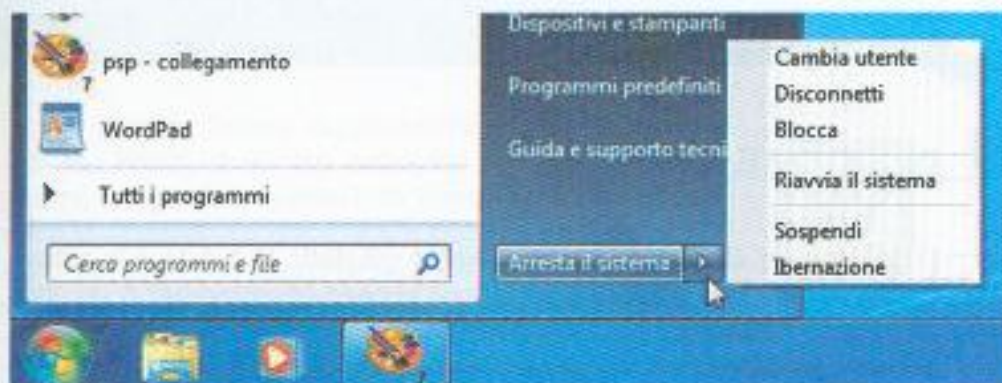 psp - collegamento
WordPad
Tutti i programmi
Cerca programmi e file
Dispositivi e stampanti
Programmi predefiniti
Guida e supporto tecni
Arresta il sistema
Cambia utente
Disconnetti
Blocca
Riavvia il sistema
Sospendi
Ibernazione